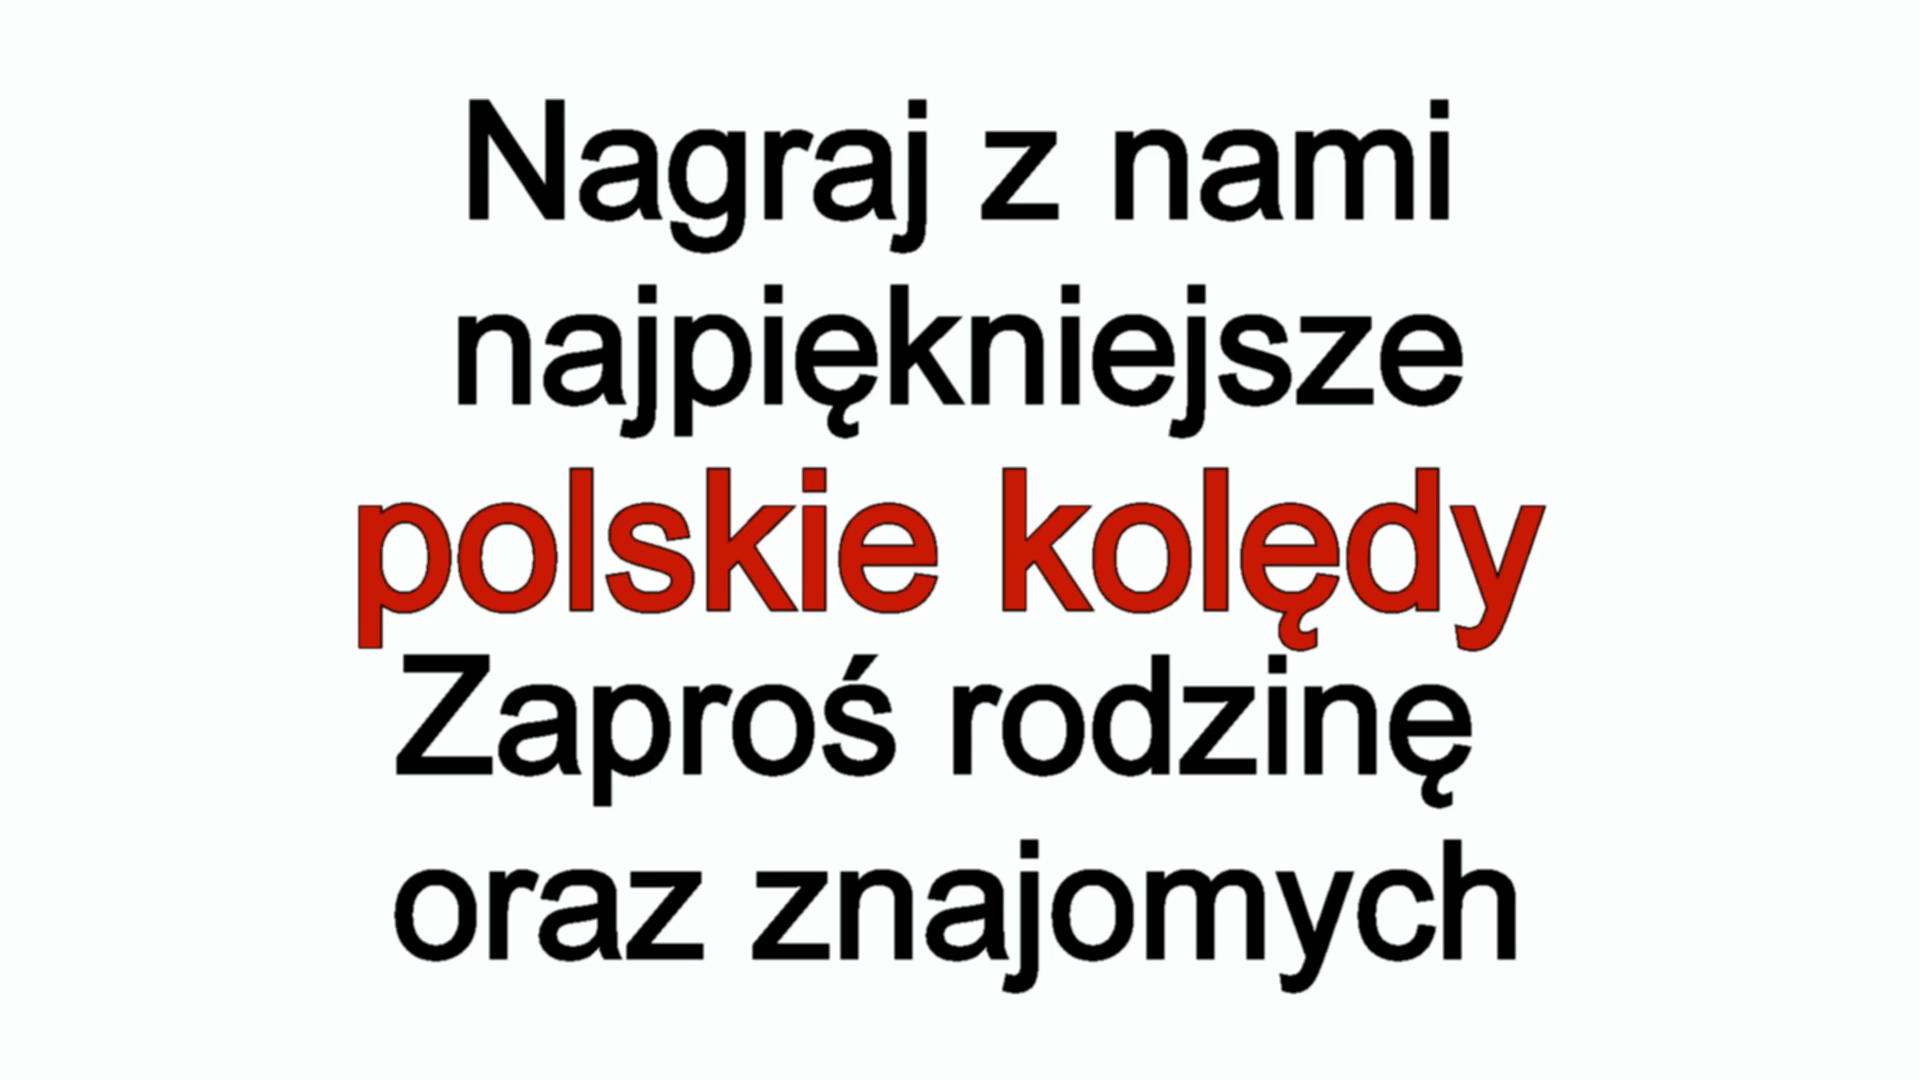 Nagraj z nami
najpiękniejsze
polskie kolędy
Zaproś rodzinę
oraz znajomych